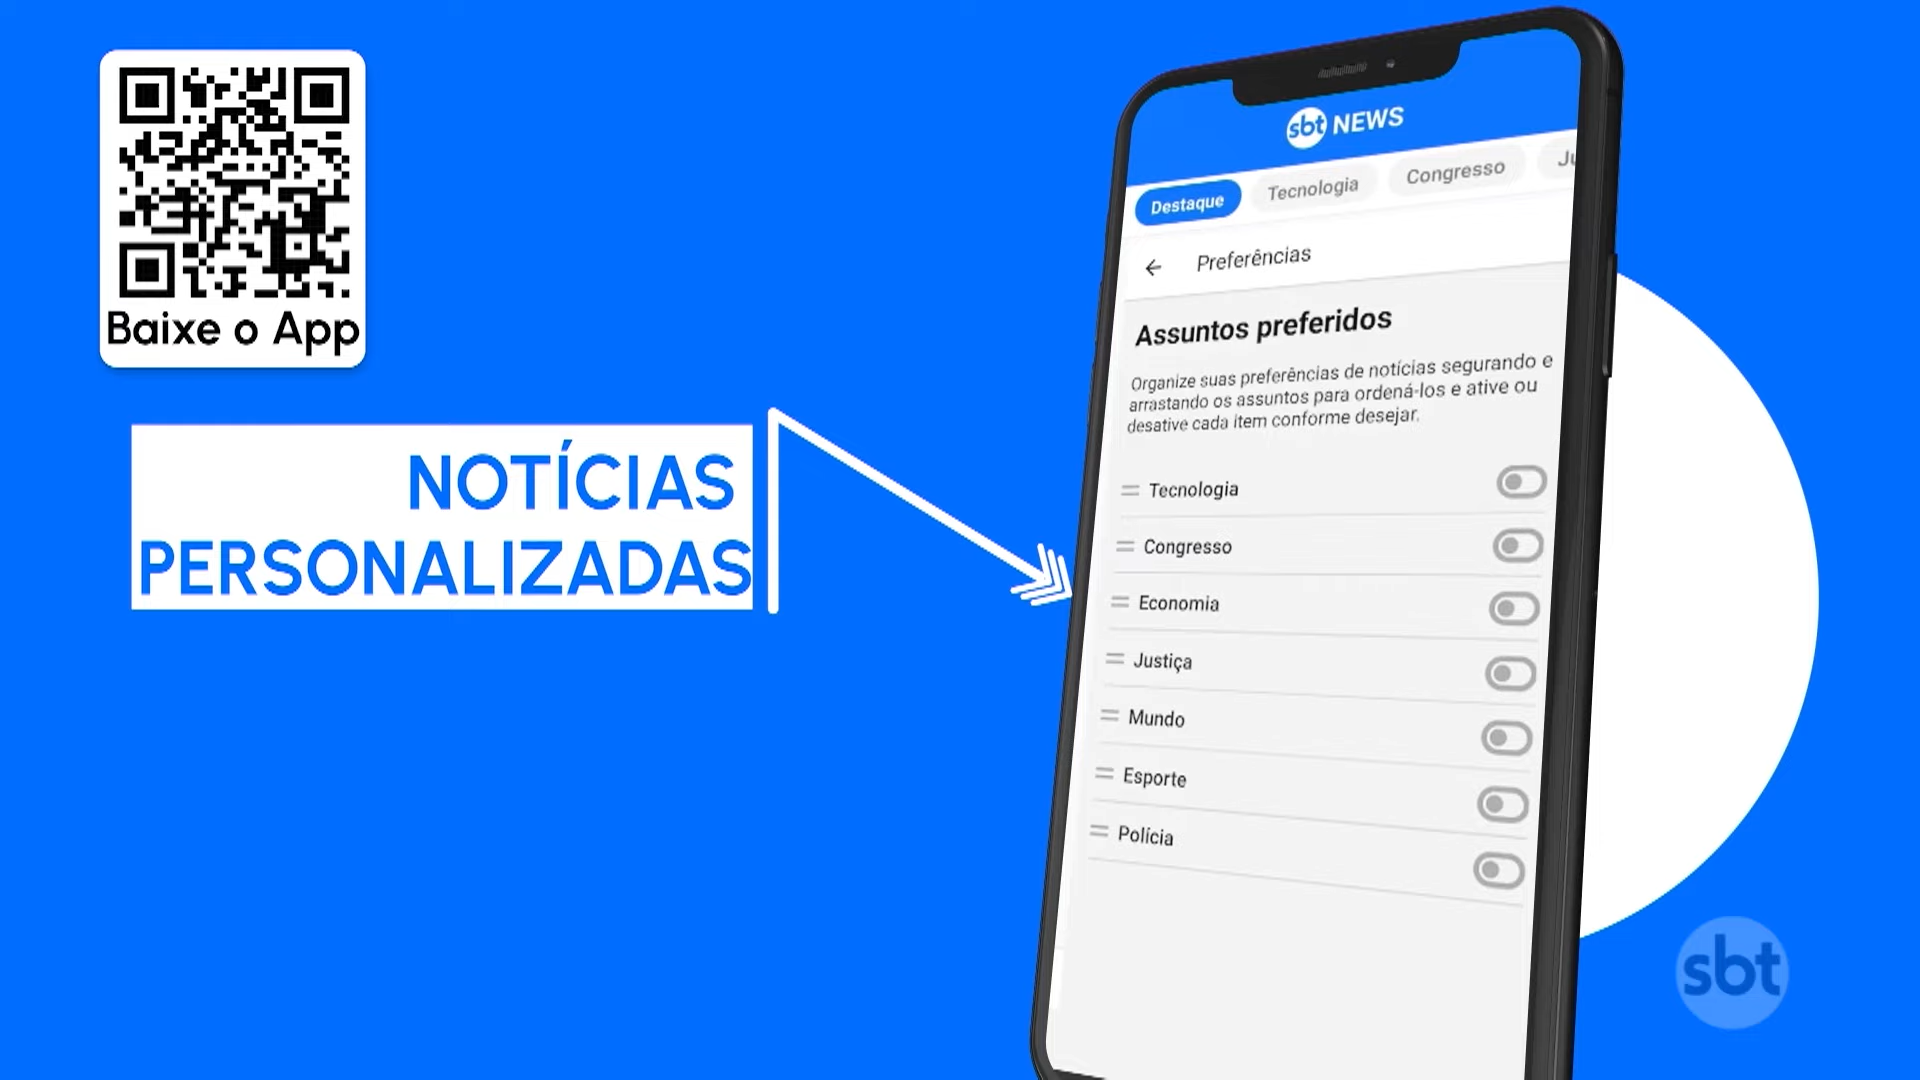 Baixe o App
NOTÍCIAS
PERSONALIZADAS
sbt NEWS
Destaque Tecnologia Congresso Ju
Preferências
Assuntos preferidos
Organize suas preferências de notícias segurando e
arrastando os assuntos para ordená-los e ative ou
desative cada item conforme desejar.
Tecnologia
Congresso
Economia
Justiça
Mundo
Esporte
Polícia
sbt